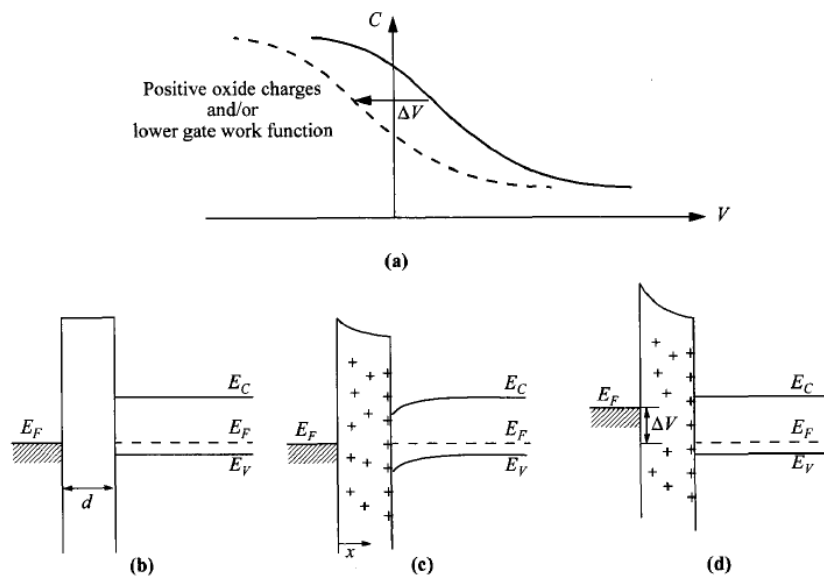 C
Positive oxide charges
and/or
lower gate work function
ΔV
V
(a)
E_C
E_F
E_F
E_V
d
(b)
E_C
E_F
E_F
E_V
x
(c)
E_C
E_F
ΔV
E_F
E_V
(d)